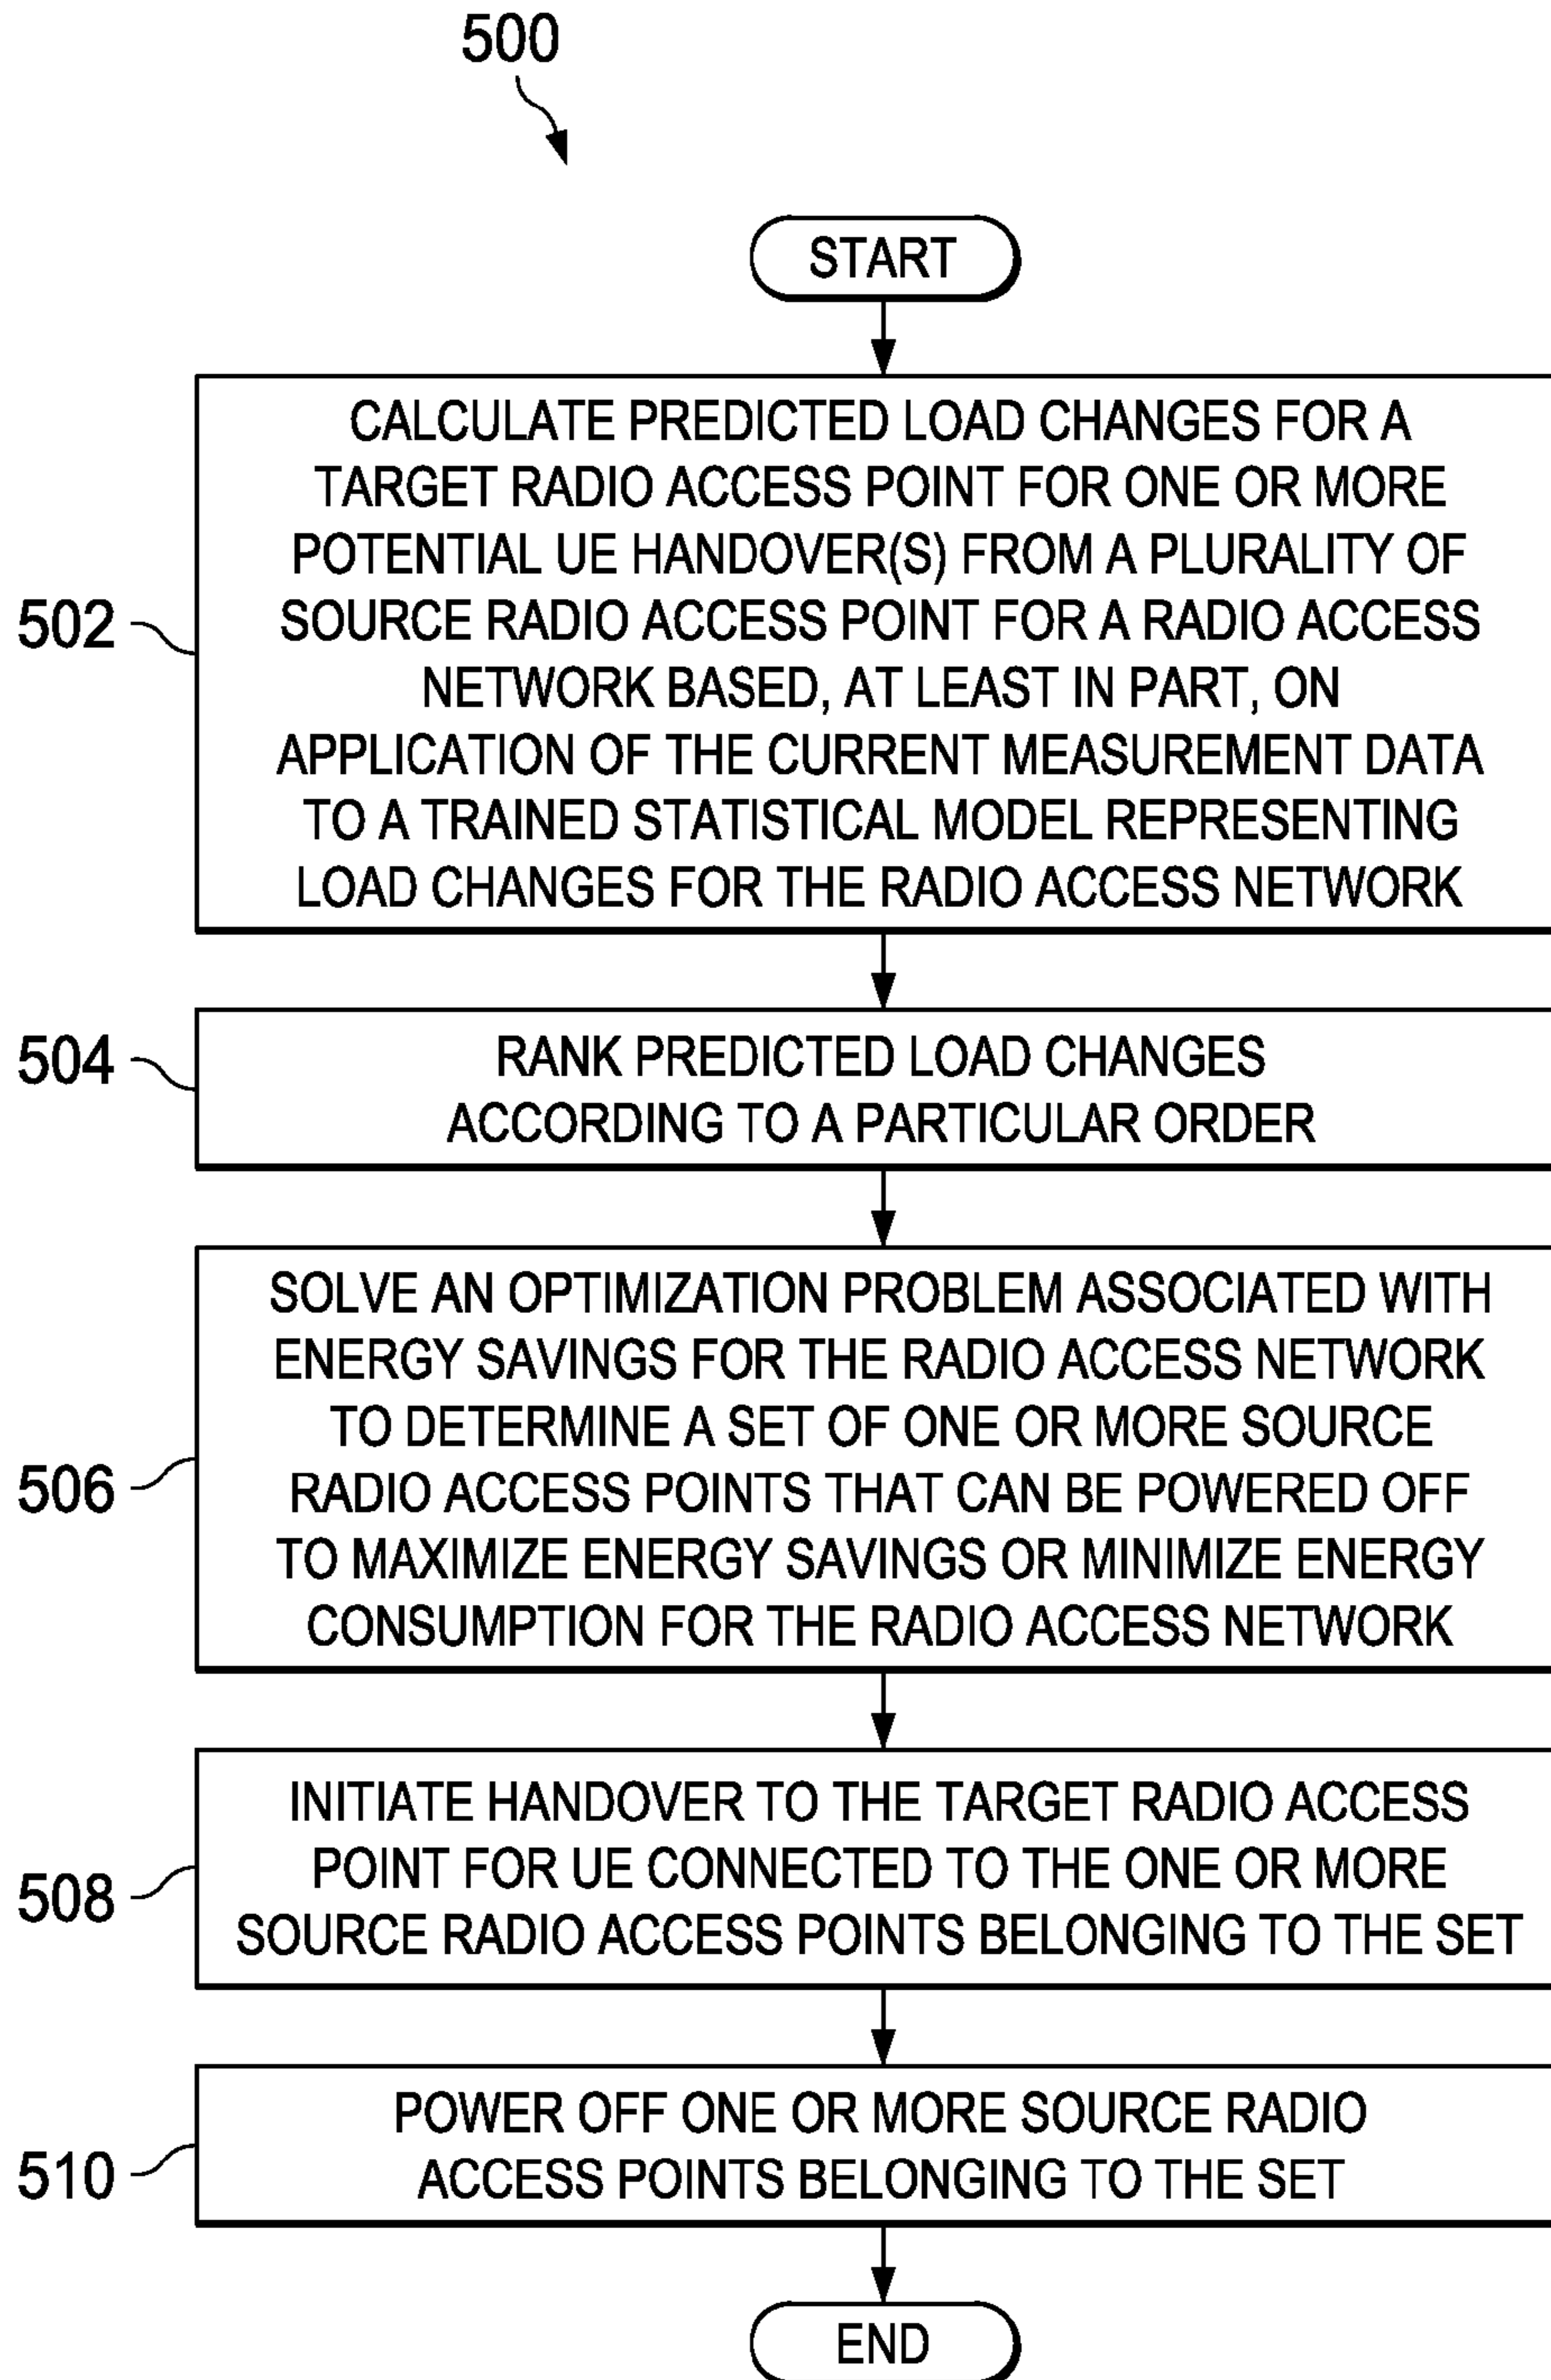 500
START
CALCULATE PREDICTED LOAD CHANGES FOR A
TARGET RADIO ACCESS POINT FOR ONE OR MORE
POTENTIAL UE HANDOVER(S) FROM A PLURALITY OF
SOURCE RADIO ACCESS POINT FOR A RADIO ACCESS
NETWORK BASED, AT LEAST IN PART, ON
APPLICATION OF THE CURRENT MEASUREMENT DATA
TO A TRAINED STATISTICAL MODEL REPRESENTING
LOAD CHANGES FOR THE RADIO ACCESS NETWORK
502
RANK PREDICTED LOAD CHANGES
ACCORDING TO A PARTICULAR ORDER
504
SOLVE AN OPTIMIZATION PROBLEM ASSOCIATED WITH
ENERGY SAVINGS FOR THE RADIO ACCESS NETWORK
TO DETERMINE A SET OF ONE OR MORE SOURCE
RADIO ACCESS POINTS THAT CAN BE POWERED OFF
TO MAXIMIZE ENERGY SAVINGS OR MINIMIZE ENERGY
CONSUMPTION FOR THE RADIO ACCESS NETWORK
506
INITIATE HANDOVER TO THE TARGET RADIO ACCESS
POINT FOR UE CONNECTED TO THE ONE OR MORE
SOURCE RADIO ACCESS POINTS BELONGING TO THE SET
508
POWER OFF ONE OR MORE SOURCE RADIO
ACCESS POINTS BELONGING TO THE SET
510
END